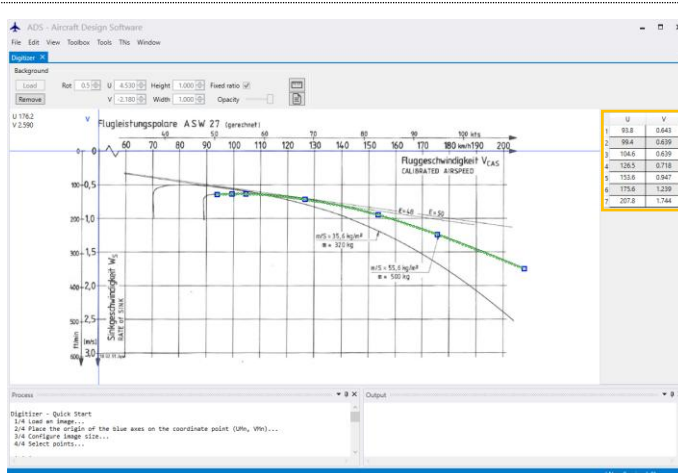 ADS - Aircraft Design Software
File Edit View Toolbox Tools TNs Window
Digitizer ×
Background
Load Rot 0.5 U 4.530 Height 1.000 Fixed ratio
Remove V -2.180 Width 1.000 Opacity
U 176.2
V 2.590
V
Flugleistungspolare ASW 27 (gerechnet)
50 60 70 80 90 100 kts
60 70 80 90 100 110 120 130 140 150 160 170 180 km/h 190 200
U V
1 93.8 0.643
2 99.4 0.639
3 104.6 0.639
4 126.5 0.718
5 153.6 0.947
6 175.6 1.239
7 207.8 1.744
Fluggeschwindigkeit VCAS
CALIBRATED AIRSPEED
0 0
100 0,5
200 1,0
300 1,5
400 2,0
500 2,5
600 3,0
ft/min (m/s)
Sinkgeschwindigkeit WS
RATE of SINK
E=40 E=30
m/S = 35,6 kg/m²
m = 320 kg
m/S = 55,6 kg/m²
m = 500 kg
Process
Output
Digitizer - Quick Start
1/4 Load an image...
2/4 Place the origin of the blue axes on the coordinate point (UMn, VMn)...
3/4 Configure image size...
4/4 Select points...